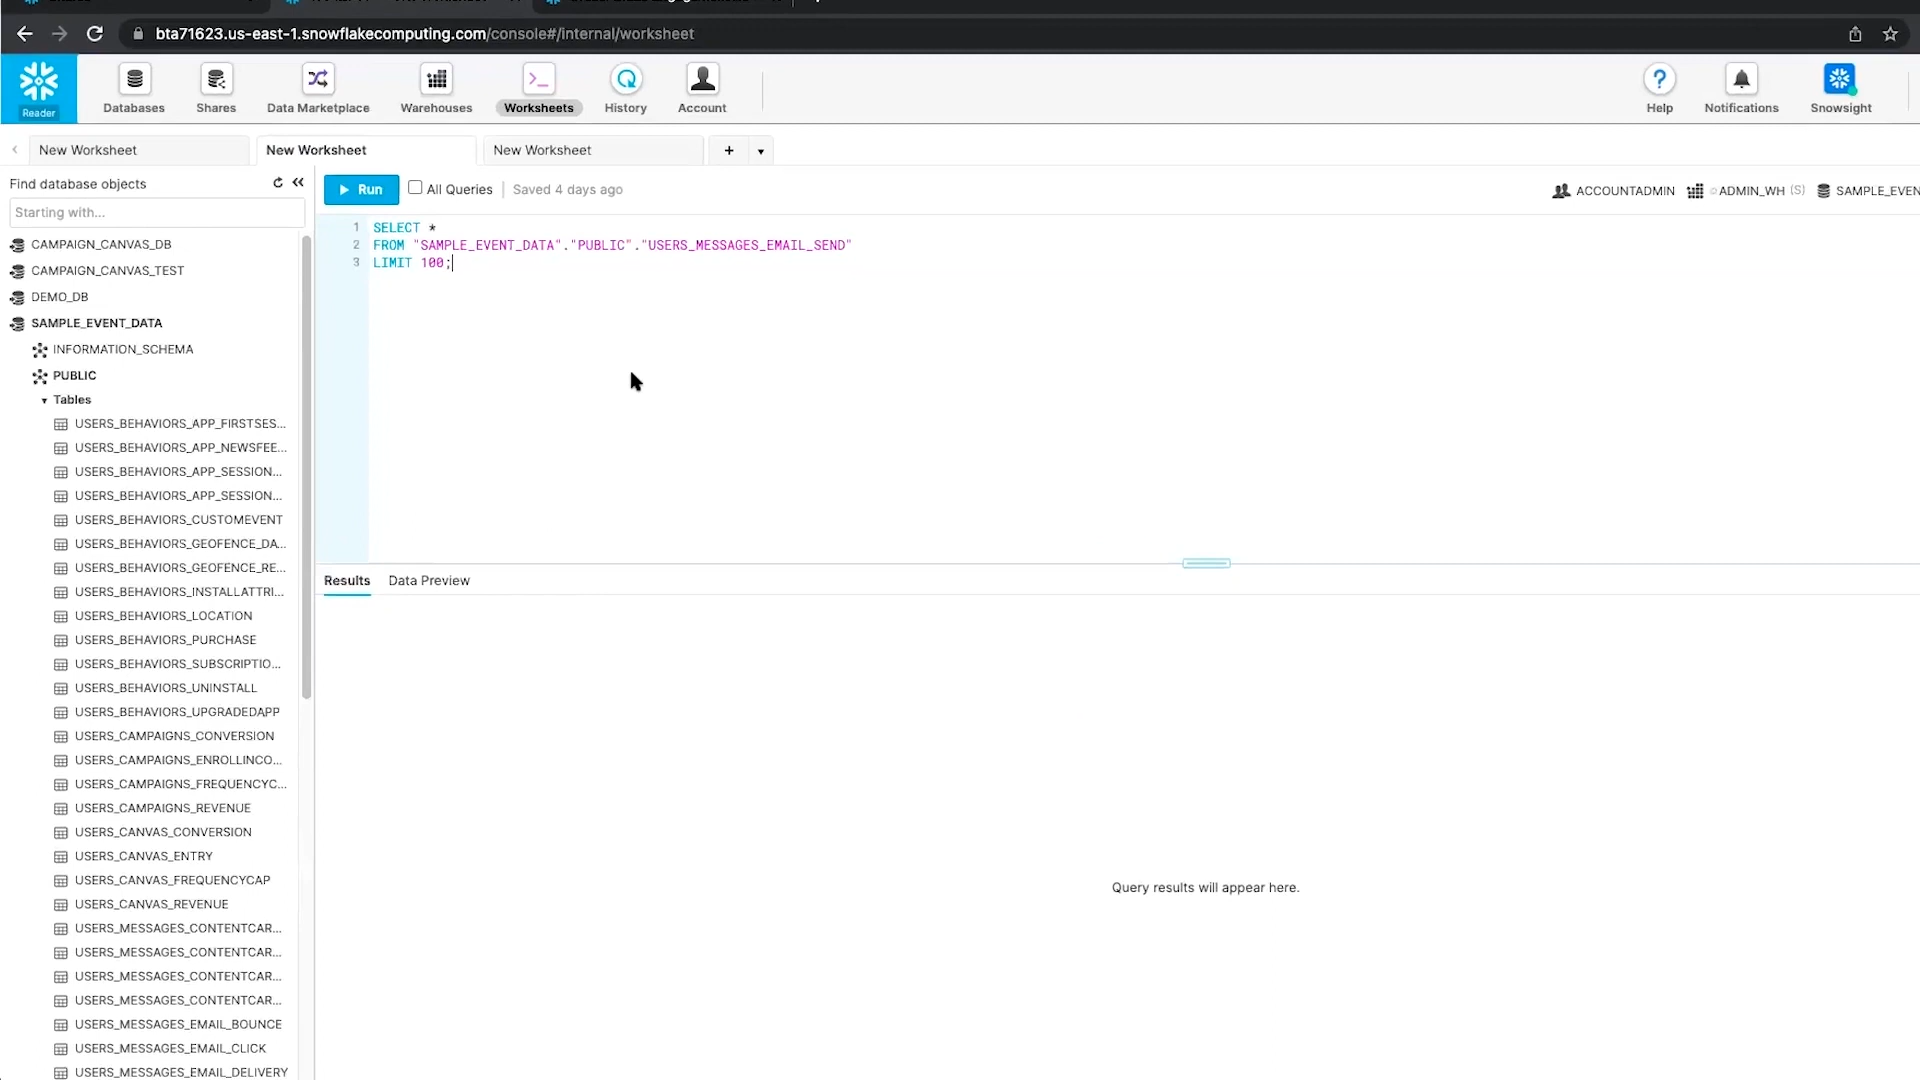 bta71623.us-east-1.snowflakecomputing.com/console#/internal/worksheet
Reader
Databases
Shares
Data Marketplace
Warehouses
Worksheets
History
Account
Help
Notifications
Snowsight
New Worksheet
New Worksheet
New Worksheet
Find database objects
Starting with...
Run
All Queries
Saved 4 days ago
ACCOUNTADMIN
ADMIN_WH (S)
SAMPLE_EVEN
1 SELECT *
2 FROM "SAMPLE_EVENT_DATA"."PUBLIC"."USERS_MESSAGES_EMAIL_SEND"
3 LIMIT 100;
CAMPAIGN_CANVAS_DB
CAMPAIGN_CANVAS_TEST
DEMO_DB
SAMPLE_EVENT_DATA
INFORMATION_SCHEMA
PUBLIC
Tables
USERS_BEHAVIORS_APP_FIRSTSES...
USERS_BEHAVIORS_APP_NEWSFEE...
USERS_BEHAVIORS_APP_SESSION...
USERS_BEHAVIORS_APP_SESSION...
USERS_BEHAVIORS_CUSTOMEVENT
USERS_BEHAVIORS_GEOFENCE_DA...
USERS_BEHAVIORS_GEOFENCE_RE...
USERS_BEHAVIORS_INSTALLATTRI...
USERS_BEHAVIORS_LOCATION
USERS_BEHAVIORS_PURCHASE
USERS_BEHAVIORS_SUBSCRIPTIO...
USERS_BEHAVIORS_UNINSTALL
USERS_BEHAVIORS_UPGRADEDAPP
USERS_CAMPAIGNS_CONVERSION
USERS_CAMPAIGNS_ENROLLINCO...
USERS_CAMPAIGNS_FREQUENCYC...
USERS_CAMPAIGNS_REVENUE
USERS_CANVAS_CONVERSION
USERS_CANVAS_ENTRY
USERS_CANVAS_FREQUENCYCAP
USERS_CANVAS_REVENUE
USERS_MESSAGES_CONTENTCAR...
USERS_MESSAGES_CONTENTCAR...
USERS_MESSAGES_CONTENTCAR...
USERS_MESSAGES_CONTENTCAR...
USERS_MESSAGES_EMAIL_BOUNCE
USERS_MESSAGES_EMAIL_CLICK
USERS_MESSAGES_EMAIL_DELIVERY
Results
Data Preview
Query results will appear here.